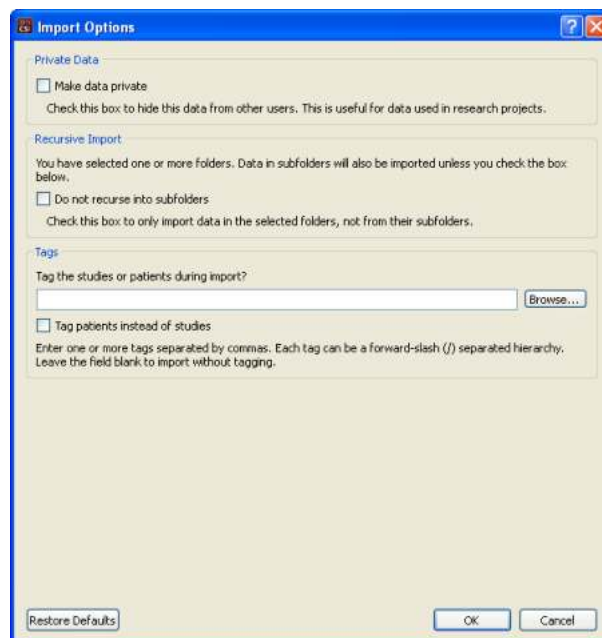 Import Options
Private Data
Make data private
Check this box to hide this data from other users. This is useful for data used in research projects.
Recursive Import
You have selected one or more folders. Data in subfolders will also be imported unless you check the box
below.
Do not recurse into subfolders
Check this box to only import data in the selected folders, not from their subfolders.
Tags
Tag the studies or patients during import?
Browse...
Tag patients instead of studies
Enter one or more tags separated by commas. Each tag can be a forward-slash (/) separated hierarchy.
Leave the field blank to import without tagging.
Restore Defaults
OK
Cancel